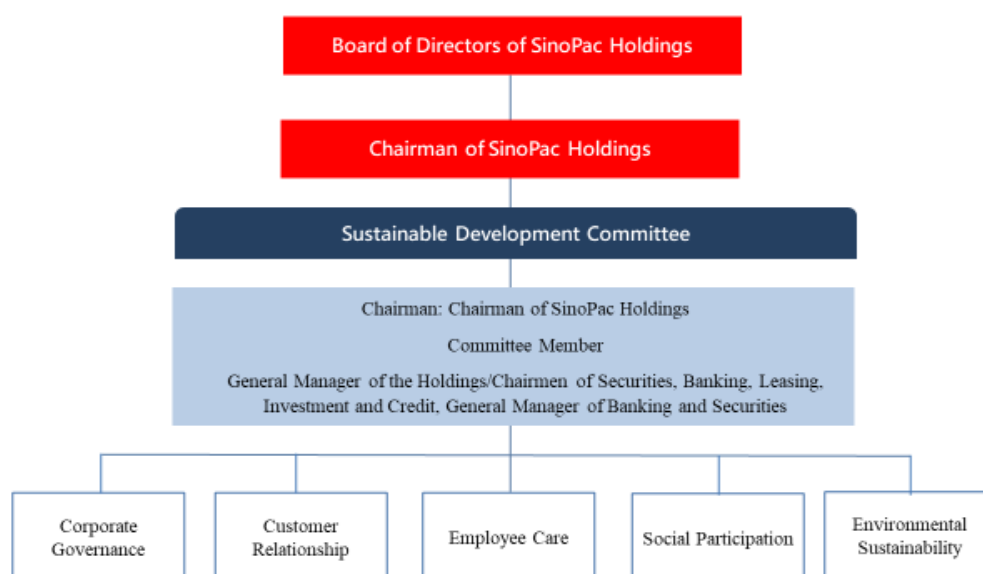 Board of Directors of SinoPac Holdings
Chairman of SinoPac Holdings
Sustainable Development Committee
Chairman: Chairman of SinoPac Holdings
Committee Member
General Manager of the Holdings/Chairmen of Securities, Banking, Leasing,
Investment and Credit, General Manager of Banking and Securities
Corporate
Governance
Customer
Relationship
Employee Care
Social Participation
Environmental
Sustainability